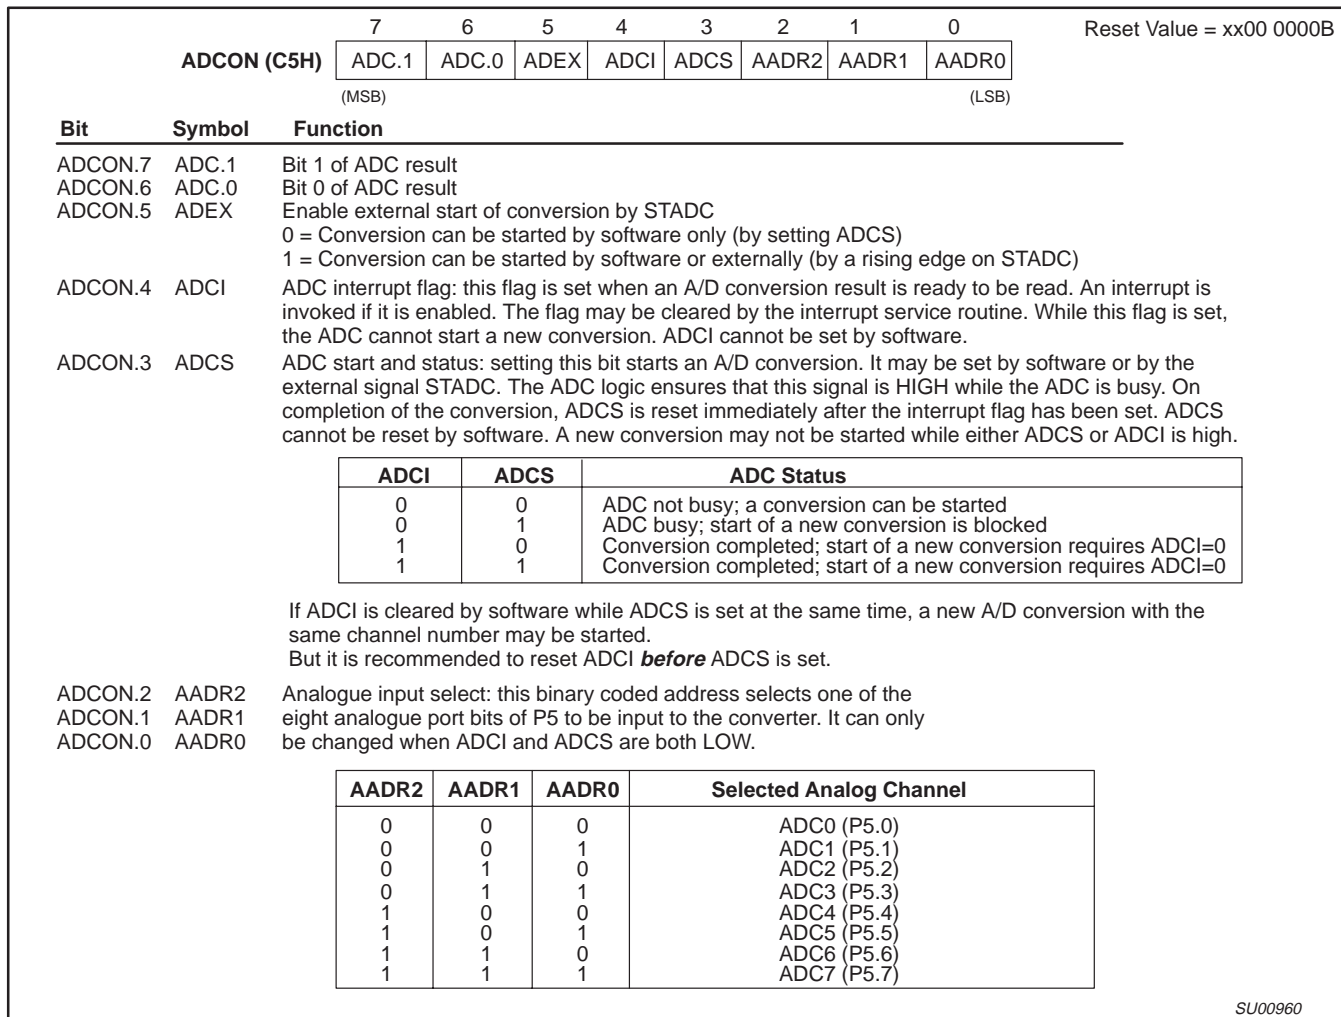 7 6 5 4 3 2 1 0 Reset Value = xx00 0000B
ADCON (C5H) ADC.1 ADC.0 ADEX ADCI ADCS AADR2 AADR1 AADR0
(MSB) (LSB)
Bit Symbol Function
ADCON.7 ADC.1 Bit 1 of ADC result
ADCON.6 ADC.0 Bit 0 of ADC result
ADCON.5 ADEX Enable external start of conversion by STADC
0 = Conversion can be started by software only (by setting ADCS)
1 = Conversion can be started by software or externally (by a rising edge on STADC)
ADCON.4 ADCI ADC interrupt flag: this flag is set when an A/D conversion result is ready to be read. An interrupt is
invoked if it is enabled. The flag may be cleared by the interrupt service routine. While this flag is set,
the ADC cannot start a new conversion. ADCI cannot be set by software.
ADCON.3 ADCS ADC start and status: setting this bit starts an A/D conversion. It may be set by software or by the
external signal STADC. The ADC logic ensures that this signal is HIGH while the ADC is busy. On
completion of the conversion, ADCS is reset immediately after the interrupt flag has been set. ADCS
cannot be reset by software. A new conversion may not be started while either ADCS or ADCI is high.
ADCI ADCS ADC Status
0 0 ADC not busy; a conversion can be started
0 1 ADC busy; start of a new conversion is blocked
1 0 Conversion completed; start of a new conversion requires ADCI=0
1 1 Conversion completed; start of a new conversion requires ADCI=0
If ADCI is cleared by software while ADCS is set at the same time, a new A/D conversion with the
same channel number may be started.
But it is recommended to reset ADCI before ADCS is set.
ADCON.2 AADR2 Analogue input select: this binary coded address selects one of the
ADCON.1 AADR1 eight analogue port bits of P5 to be input to the converter. It can only
ADCON.0 AADR0 be changed when ADCI and ADCS are both LOW.
AADR2 AADR1 AADR0 Selected Analog Channel
0 0 0 ADC0 (P5.0)
0 0 1 ADC1 (P5.1)
0 1 0 ADC2 (P5.2)
0 1 1 ADC3 (P5.3)
1 0 0 ADC4 (P5.4)
1 0 1 ADC5 (P5.5)
1 1 0 ADC6 (P5.6)
1 1 1 ADC7 (P5.7)
SU00960